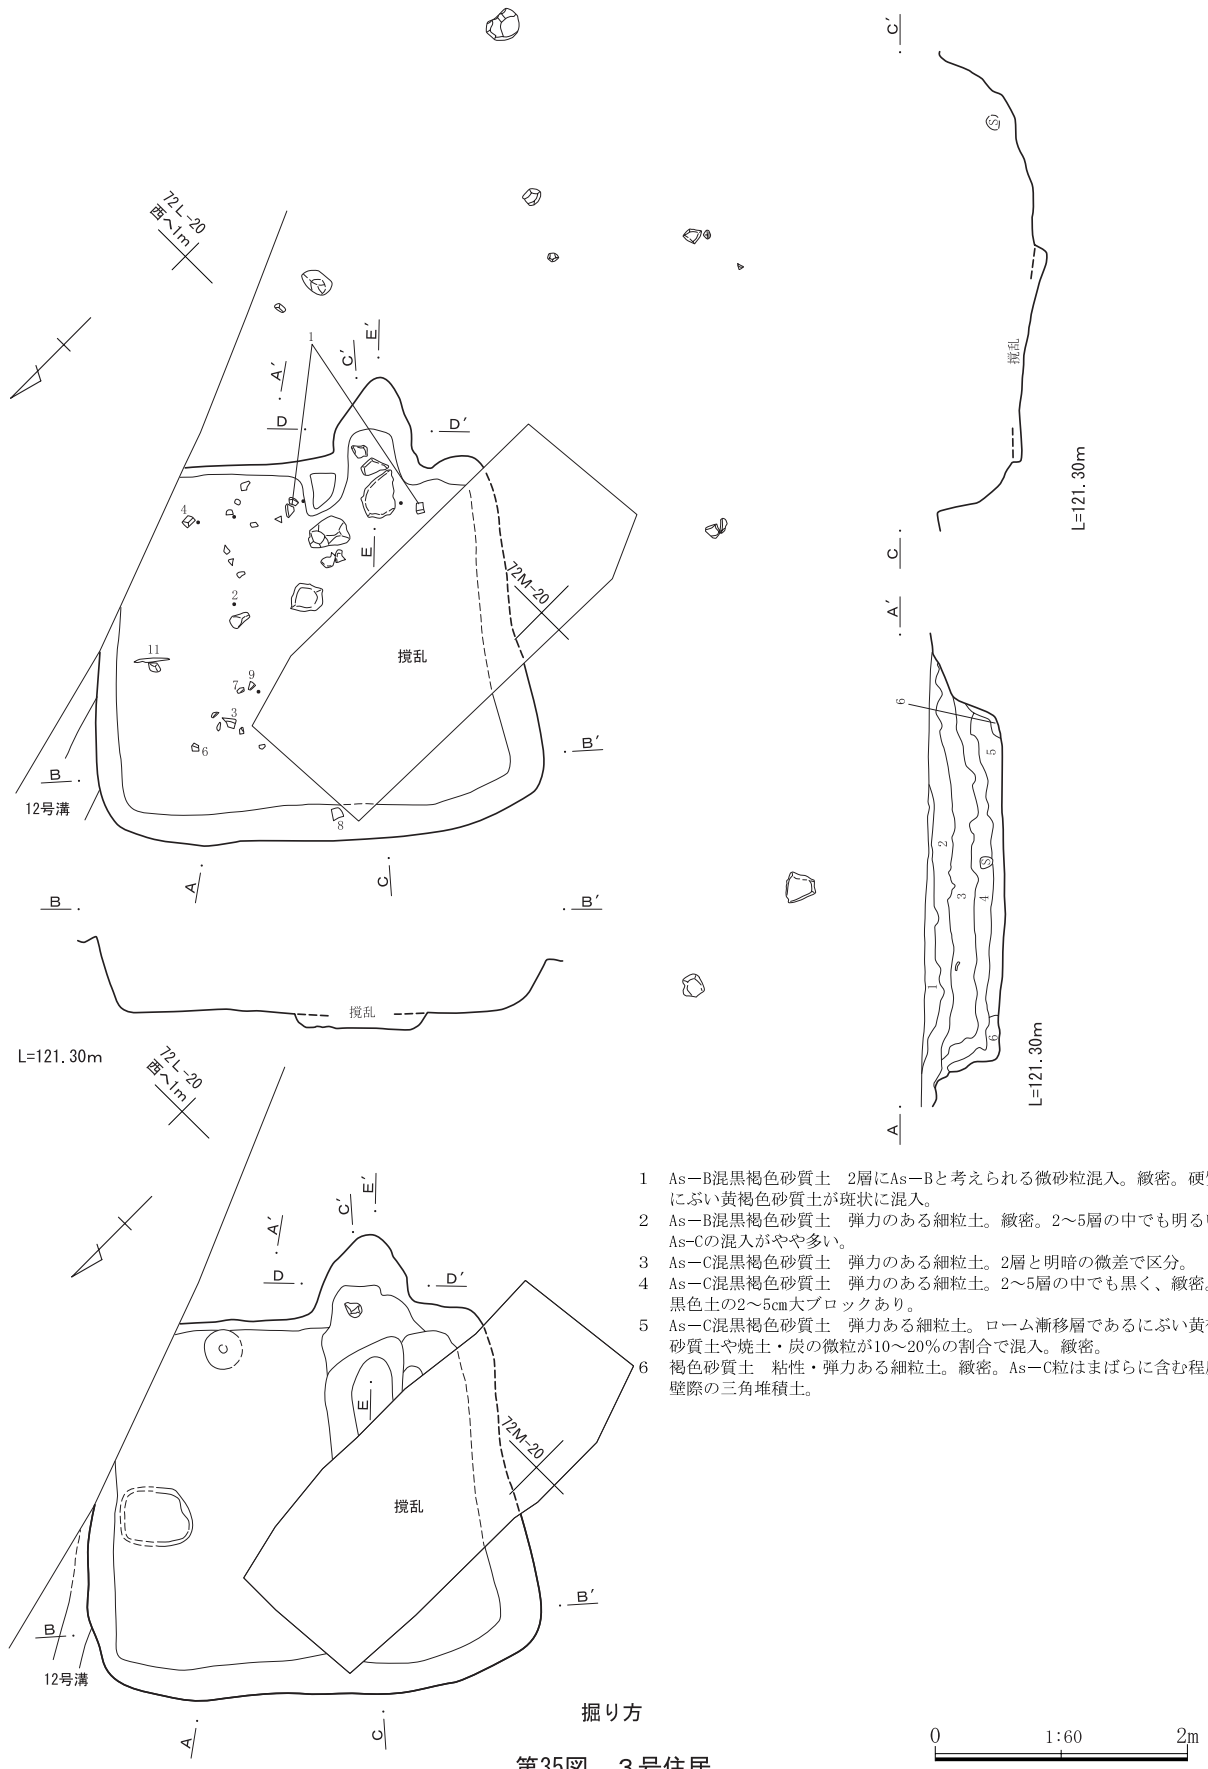 C′
72L-20
西へ1m
S
1
E′
C′
A′
D
D′
攪乱
4
E
C
2
72M-20
A′
L=121.30m
11
攪乱
9
7
3
6
B
B′
12号溝
8
A
C
B
B′
6
5
2
S
3
4
1
6
攪乱
L=121.30m
L=121.30m
A
72L-20
西へ1m
1 As－B混黒褐色砂質土 2層にAs－Bと考えられる微砂粒混入。緻密。硬
にぶい黄褐色砂質土が斑状に混入。
2 As－B混黒褐色砂質土 弾力のある細粒土。緻密。2～5層の中でも明る
As-Cの混入がやや多い。
3 As－C混黒褐色砂質土 弾力のある細粒土。2層と明暗の微差で区分。
4 As－C混黒褐色砂質土 弾力のある細粒土。2～5層の中でも黒く、緻密。
黒色土の2～5㎝大ブロックあり。
5 As－C混黒褐色砂質土 弾力ある細粒土。ローム漸移層であるにぶい黄
砂質土や焼土・炭の微粒が10～20％の割合で混入。緻密。
6 褐色砂質土 粘性・弾力ある細粒土。緻密。As－C粒はまばらに含む程
壁際の三角堆積土。
E′
C′
A′
D
D′
C
E
72M-20
攪乱
B
B′
12号溝
A
C
掘り方
0 1:60 2m
第35図 3号住居